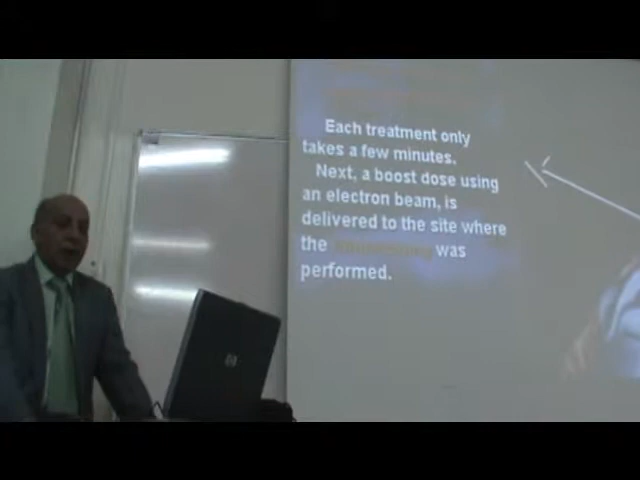 Each treatment only
takes a few minutes.
Next, a boost dose using
an electron beam, is
delivered to the site where
the was
performed.
hp